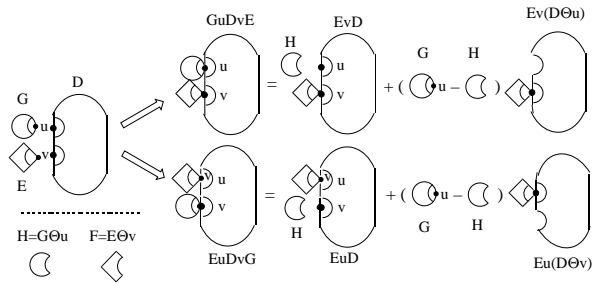 GuDvE
EvD
Ev(DΘu)
H
G H
D
u
u
=
+ ( u – )
G
v
v
u
v
E
v u
v u
=
+ ( u – )
v
v
H=GΘu F=EΘv
H
G H
EuDvG
EuD
Eu(DΘv)